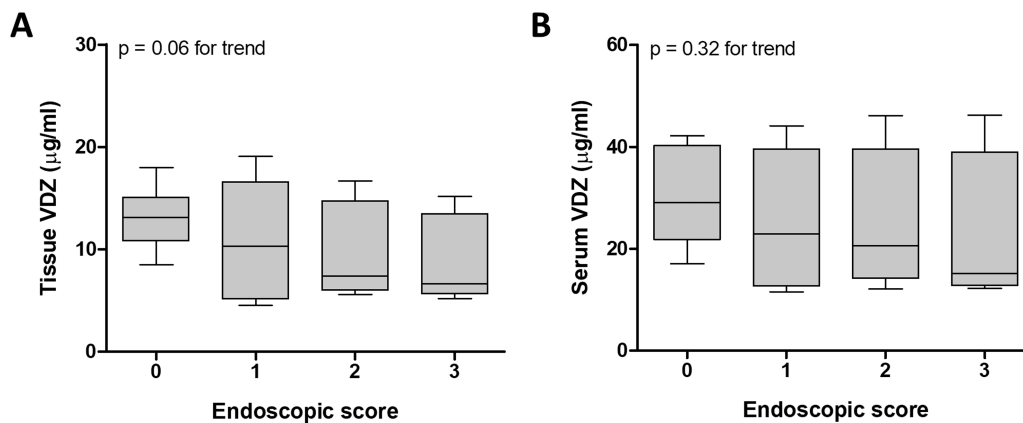 A
p = 0.06 for trend
Tissue VDZ (µg/ml)
30
20
10
0
0 1 2 3
Endoscopic score
B
p = 0.32 for trend
Serum VDZ (µg/ml)
60
40
20
0
0 1 2 3
Endoscopic score